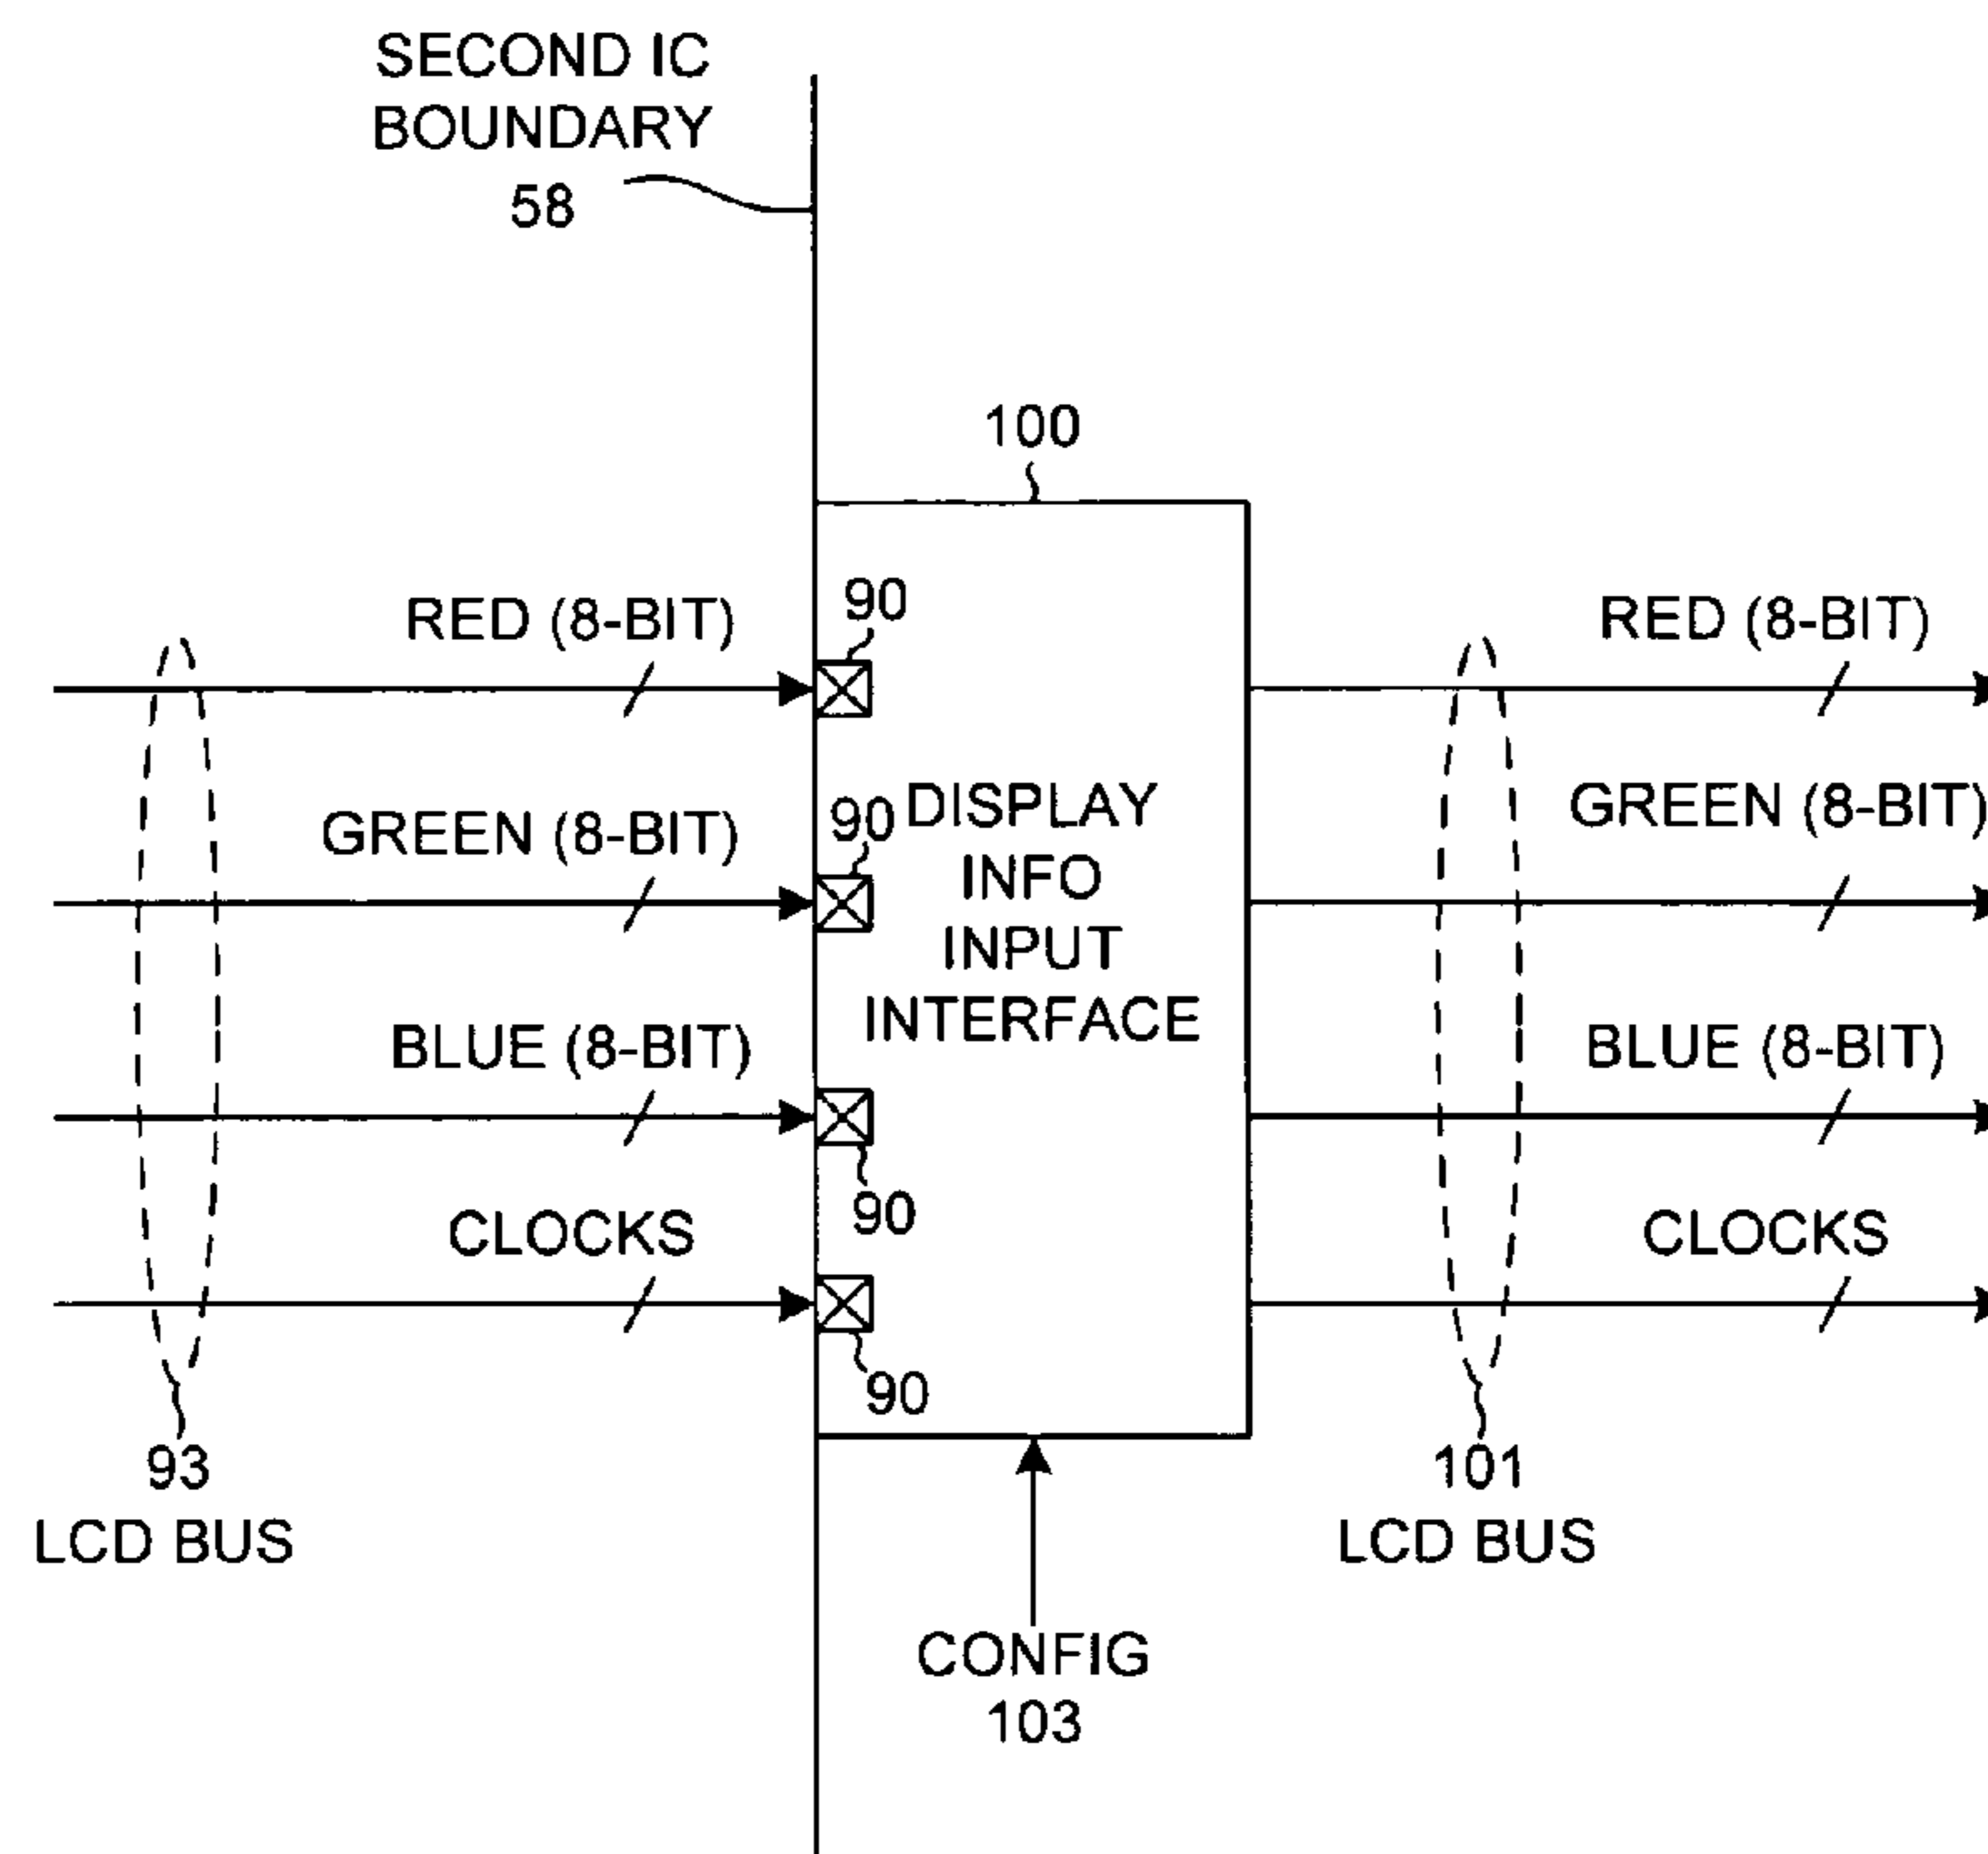 SECOND IC
BOUNDARY
58
100
90
RED (8-BIT)
RED (8-BIT)
90
DISPLAY
INFO
INPUT
INTERFACE
GREEN (8-BIT)
GREEN (8-BIT)
BLUE (8-BIT)
BLUE (8-BIT)
90
CLOCKS
CLOCKS
90
93
LCD BUS
101
LCD BUS
CONFIG
103